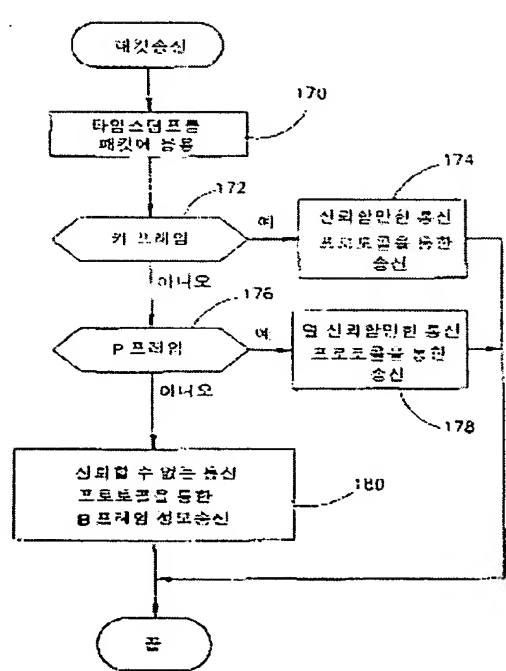 패킷송신
타임스탬프를
패킷에 응용
170
172
키 프레임
예
174
신뢰할만한 통신
프로토콜을 통한
송신
아니오
176
P 프레임
예
덜 신뢰할만한 통신
프로토콜을 통한
송신
178
아니오
신뢰할 수 없는 통신
프로토콜을 통한
B 프레임 정보송신
180
끝